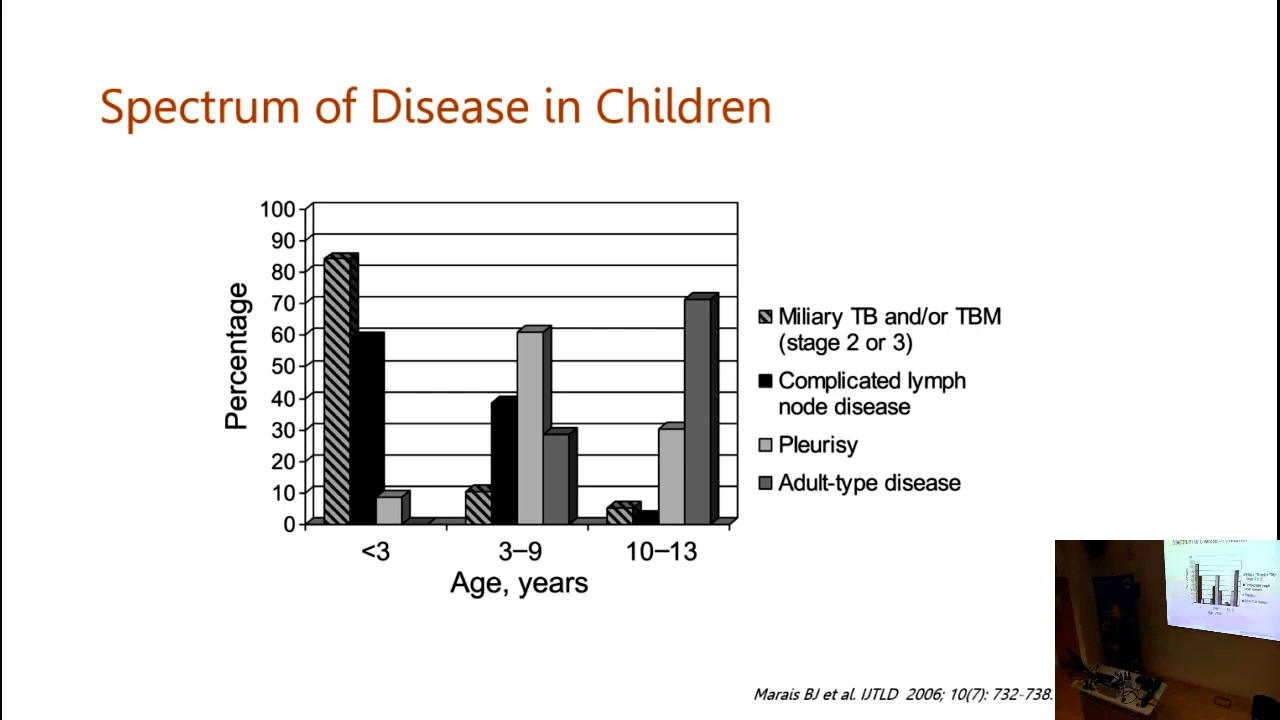 Spectrum of Disease in Children
100
90
80
70
60
50
40
30
20
10
0
Percentage
<3
3–9
10–13
Age, years
Miliary TB and/or TBM
(stage 2 or 3)
Complicated lymph
node disease
Pleurisy
Adult-type disease
Marais BJ et al. IJTLD 2006; 10(7): 732-738.